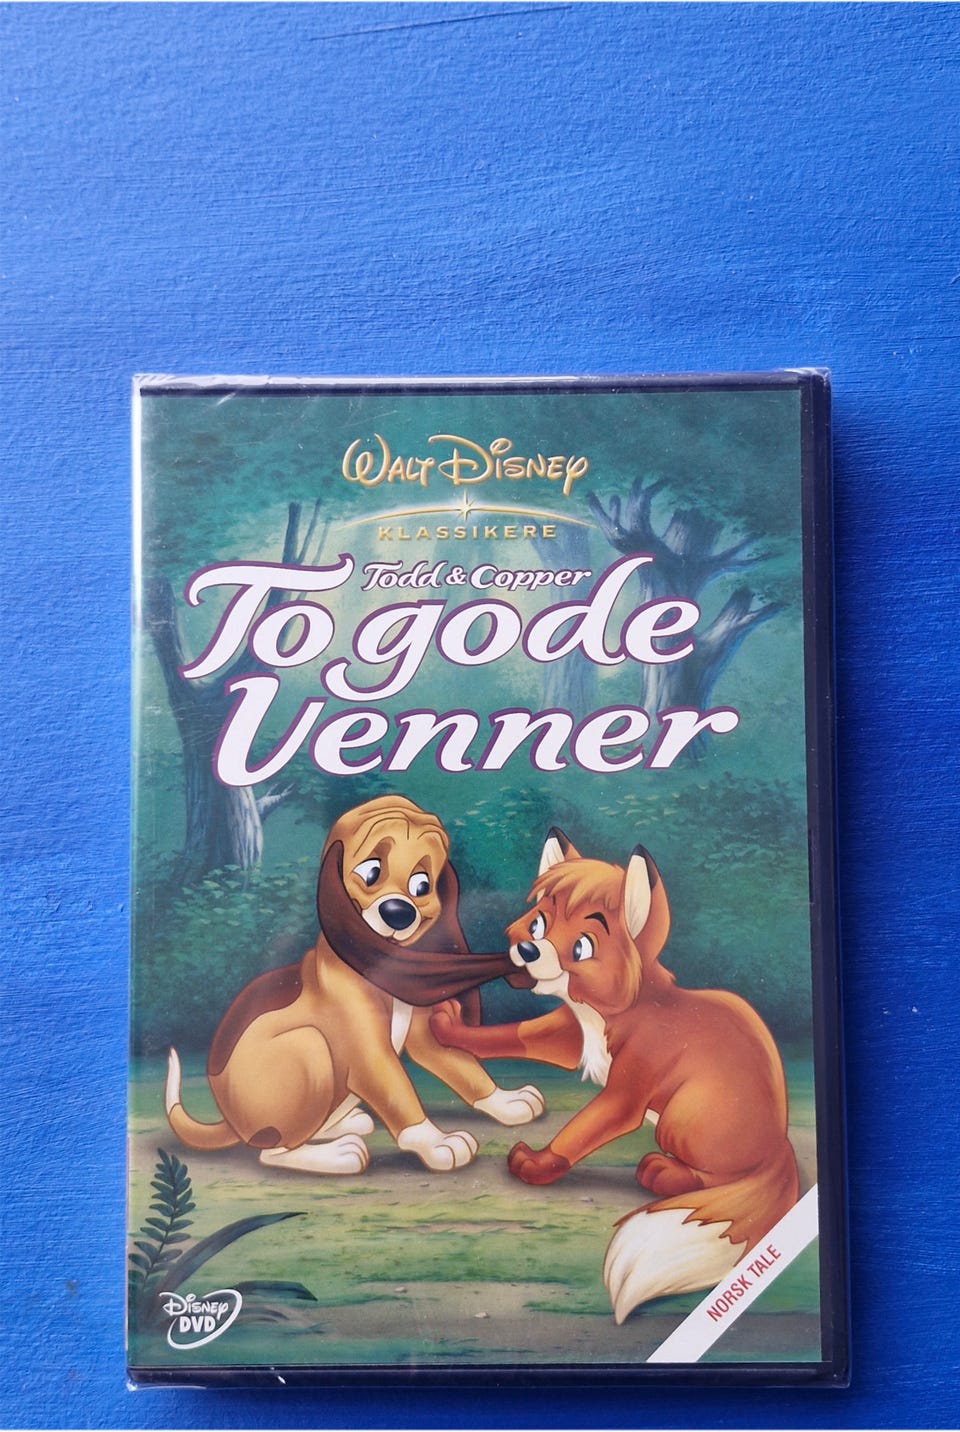 WALT DISNEY
KLASSIKERE
Todd & Copper
To gode
Venner
NORSK TALE
DISNEY
DVD